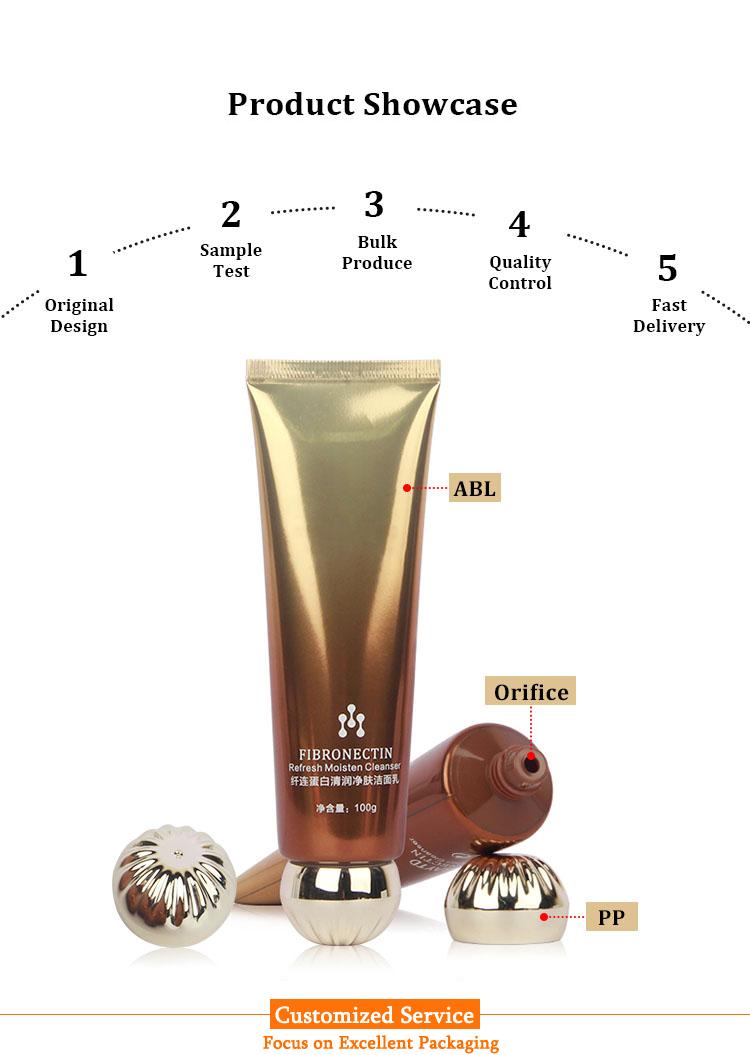 Product Showcase
1
Original
Design
2
Sample
Test
3
Bulk
Produce
4
Quality
Control
5
Fast
Delivery
ABL
Orifice
FIBRONECTIN
Refresh Moisten Cleanser
纤连蛋白清润净肤洁面乳
净含量：100g
PP
Customized Service
Focus on Excellent Packaging